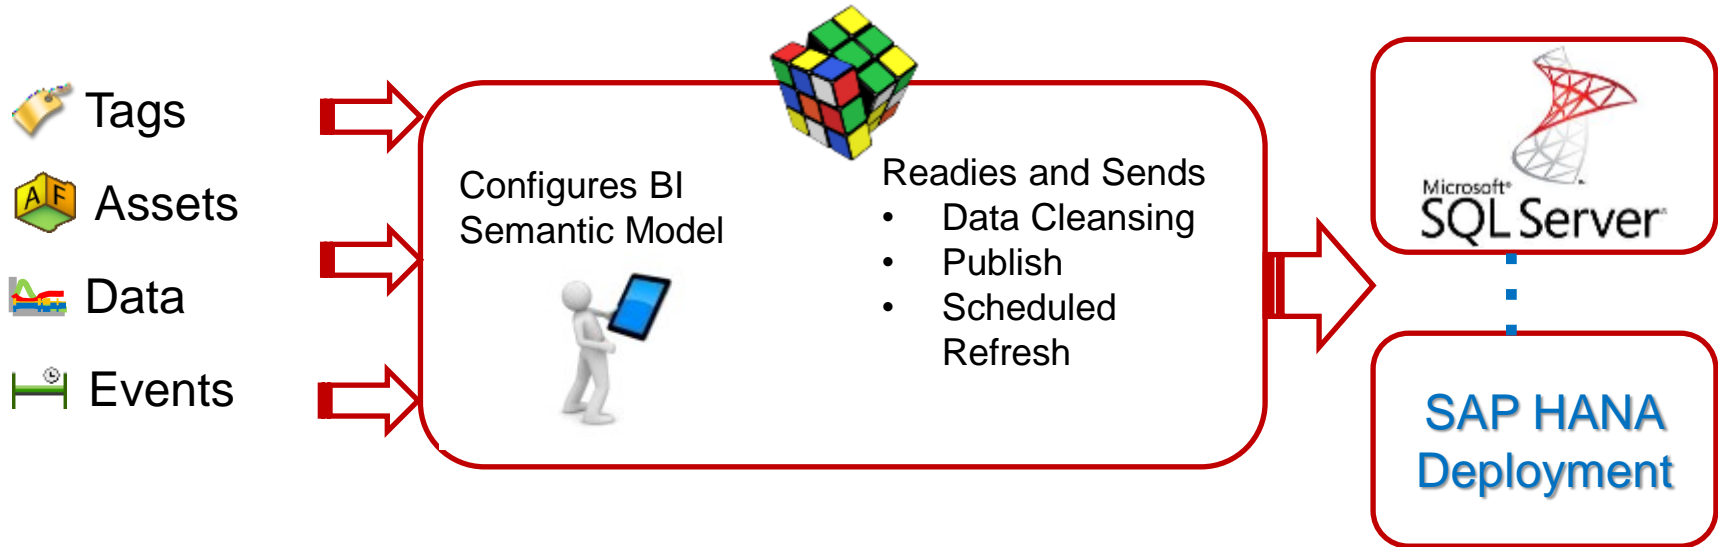 Tags
Assets
Data
Events
AF
Configures BI
Semantic Model
Readies and Sends
• Data Cleansing
• Publish
• Scheduled
Refresh
Microsoft®
SQL Server
SAP HANA
Deployment